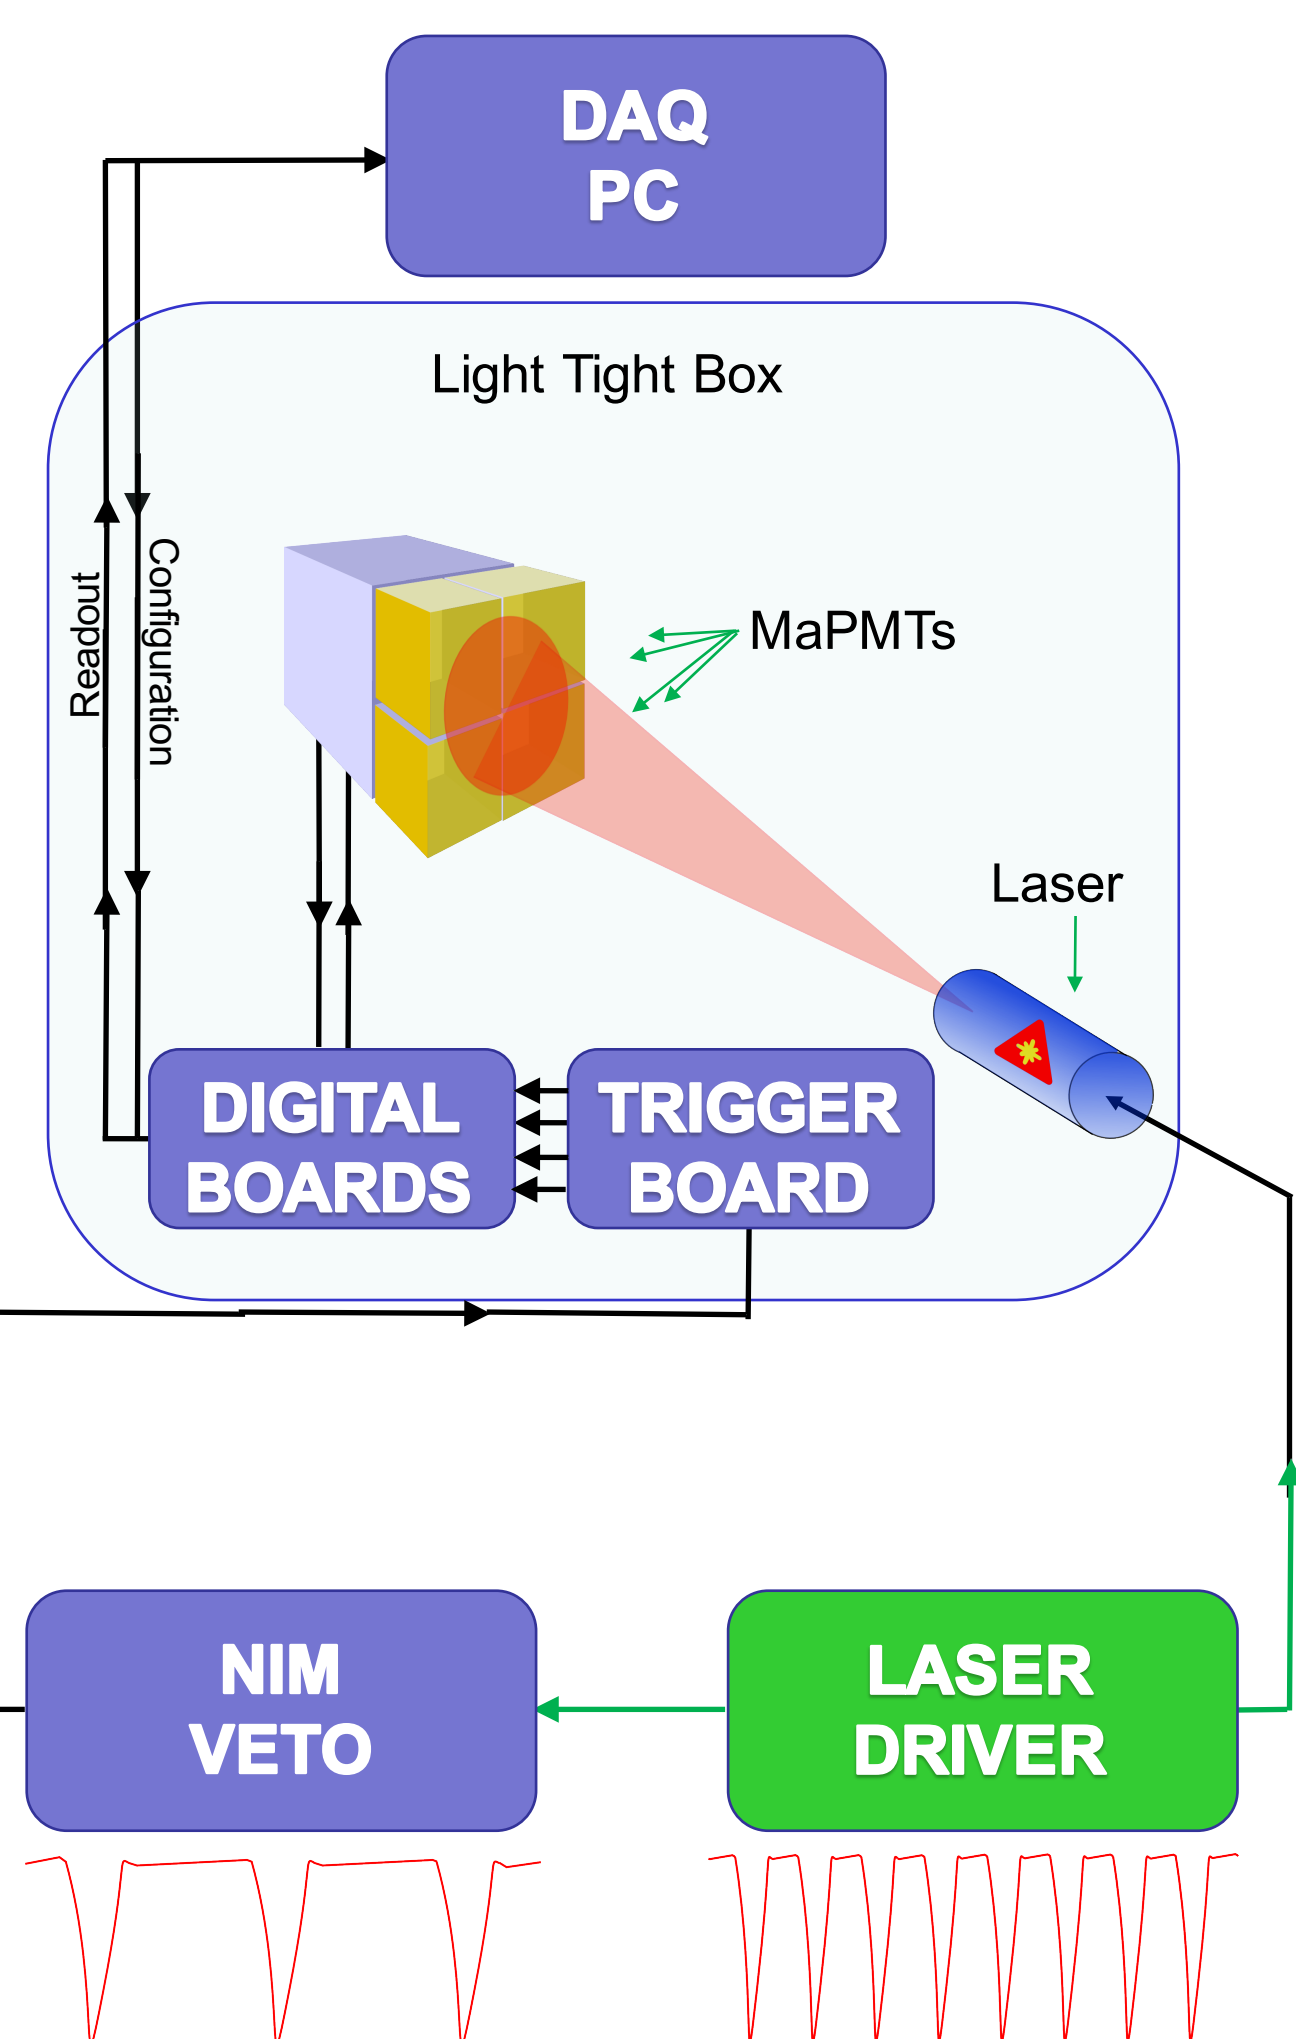 DAQ
PC
Light Tight Box
Readout
Configuration
MaPMTs
Laser
DIGITAL
BOARDS
TRIGGER
BOARD
NIM
VETO
LASER
DRIVER